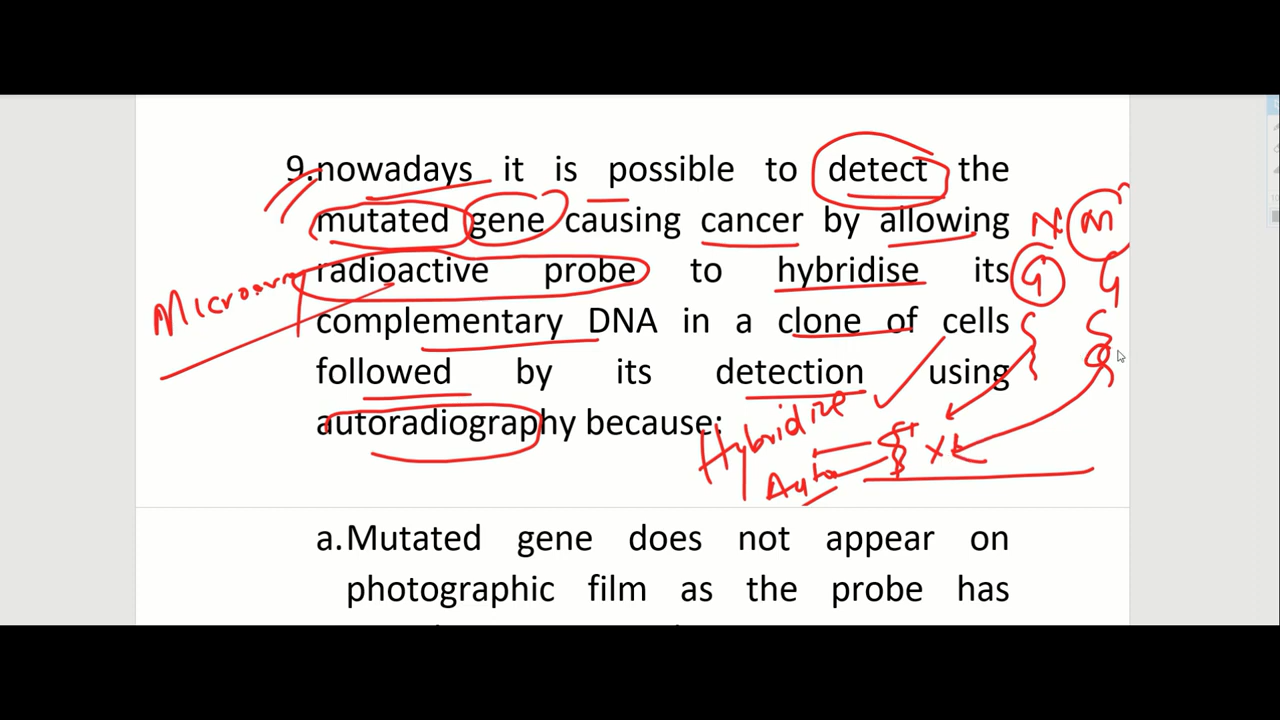 9.nowadays it is possible to detect the
mutated gene causing cancer by allowing
N m
radioactive probe to hybridise its
G G
complementary DNA in a clone of cells
followed by its detection using
autoradiography because:
Hybridize
Auto
a.Mutated gene does not appear on
photographic film as the probe has